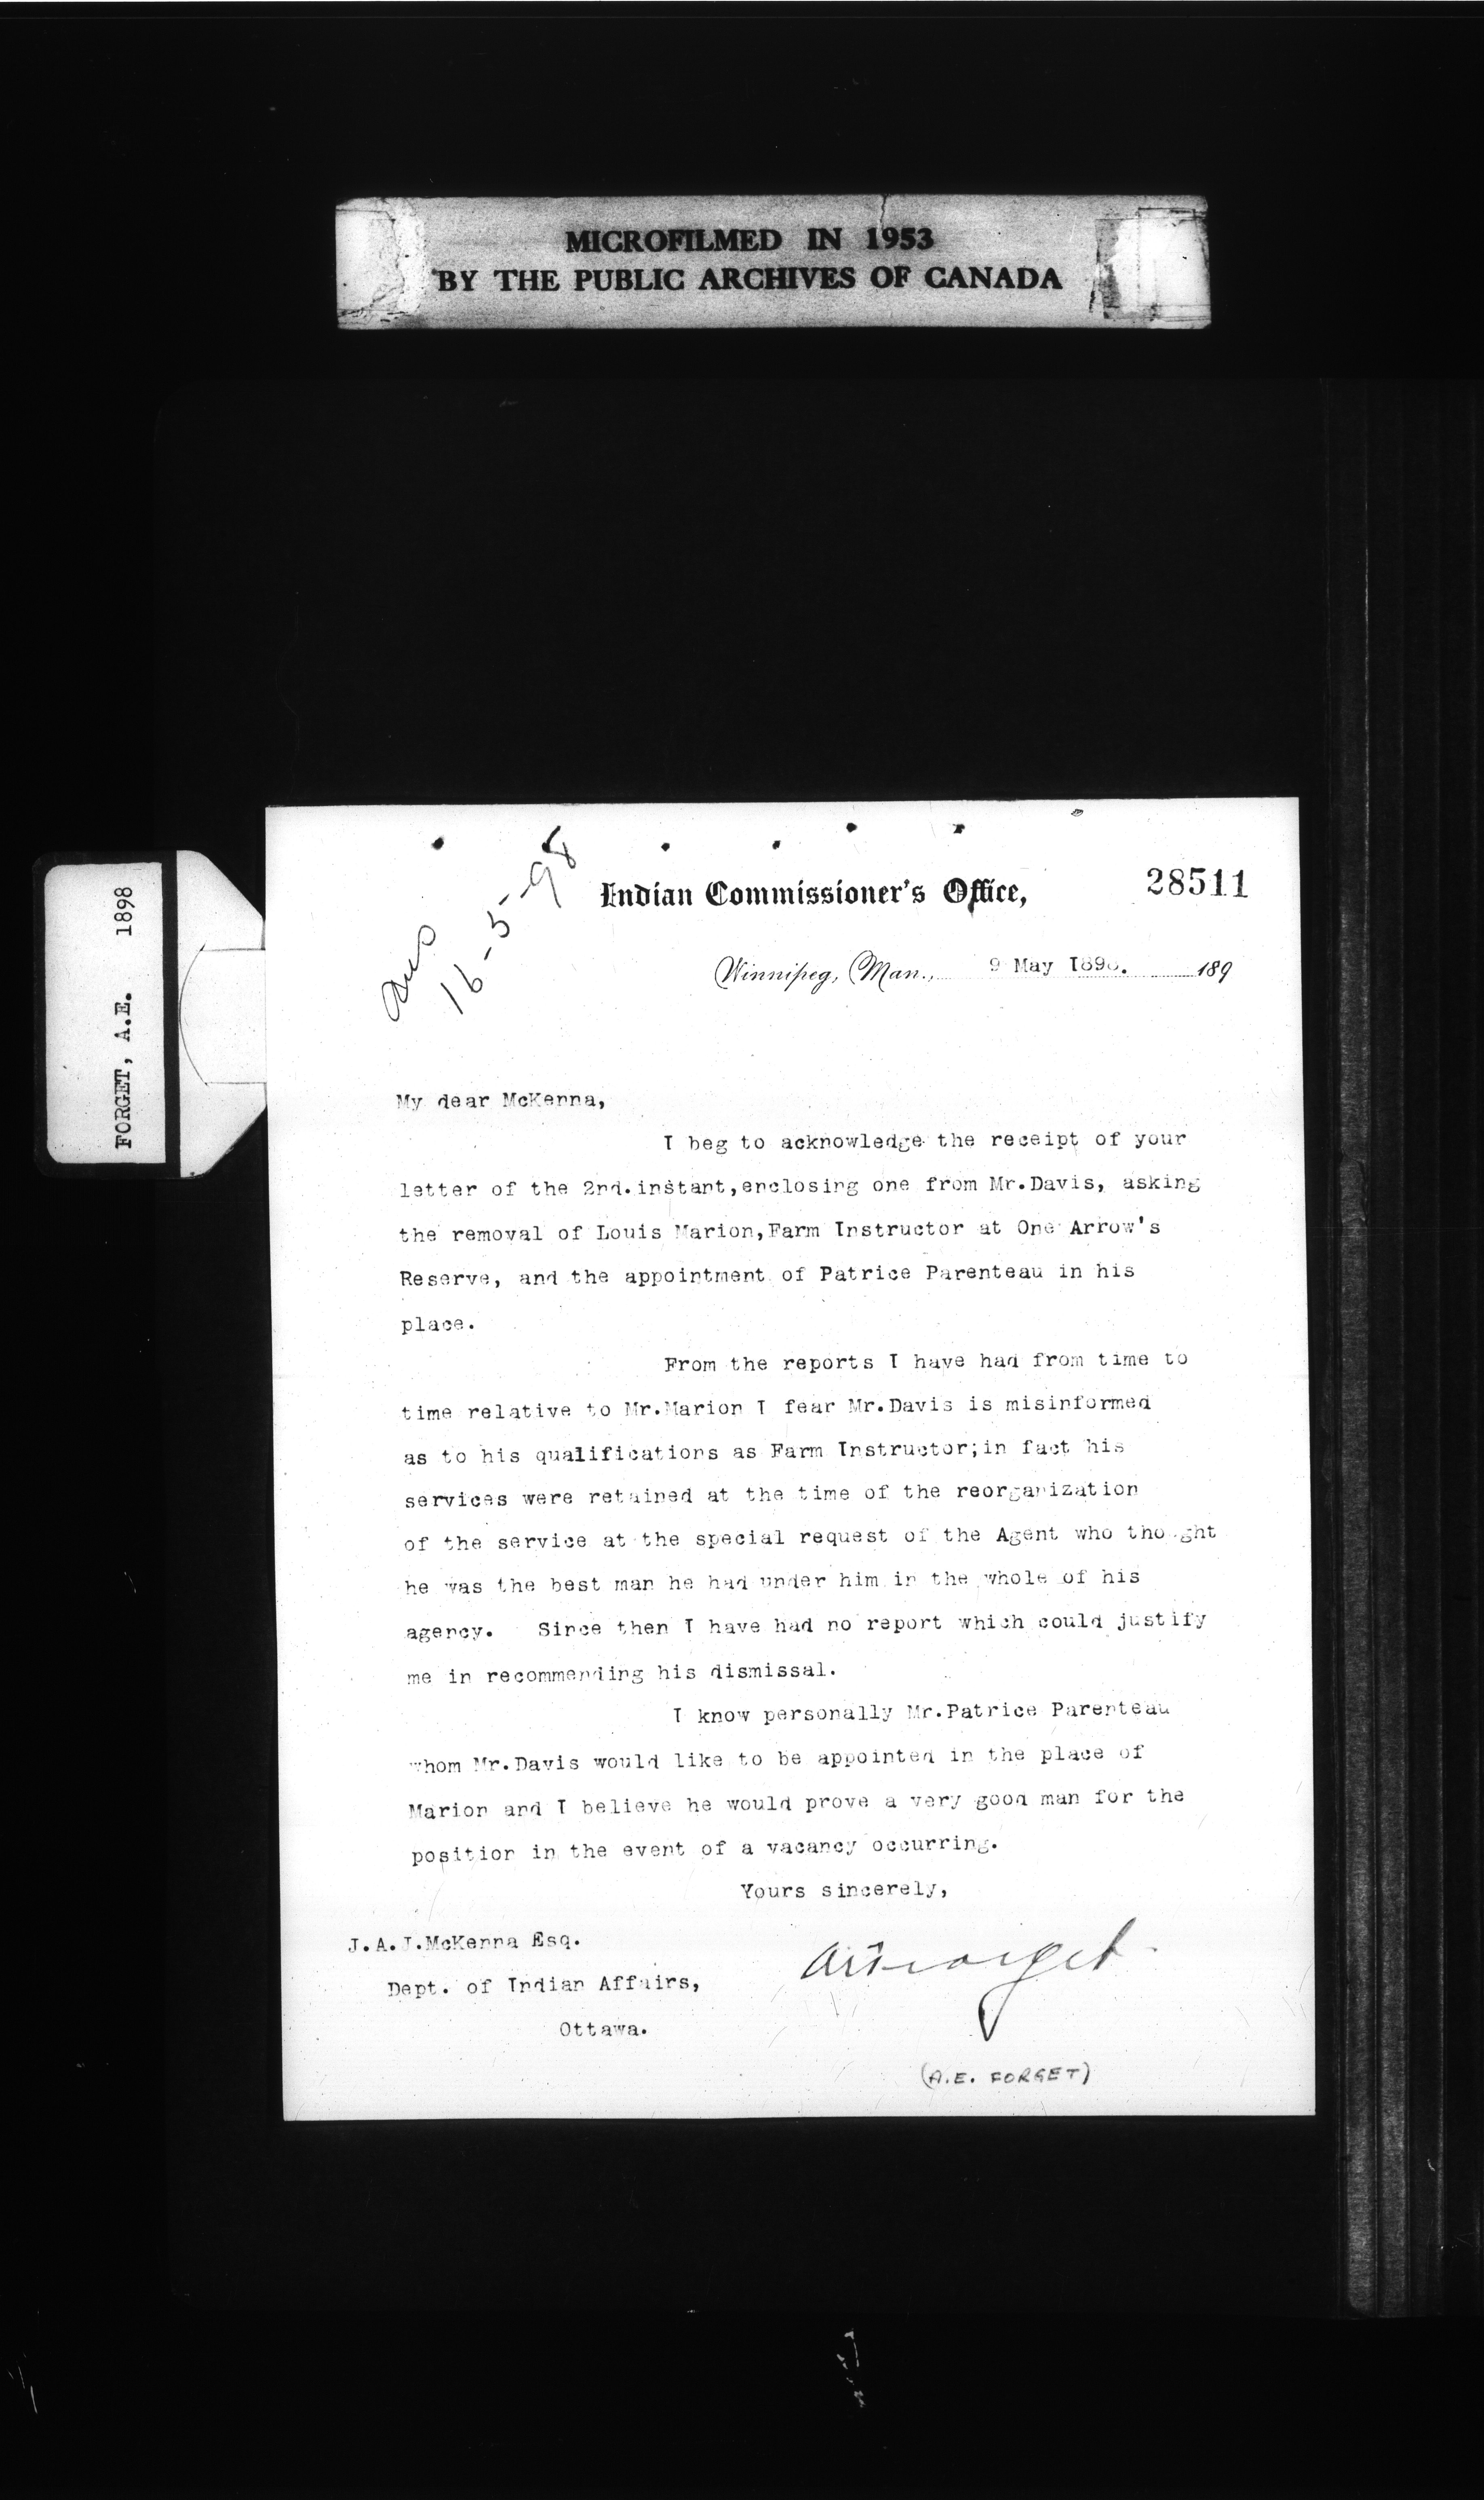 MICROFILMED IN 1953
BY THE PUBLIC ARCHIVES OF CANADA
FORGET, A.E. 1898
Ans
16-5-98
Indian Commissioner's Office,
28511
Winnipeg, Man., 9 May 1898. 189
My dear McKenna,
I beg to acknowledge the receipt of your
letter of the 2nd.instant,enclosing one from Mr.Davis, asking
the removal of Louis Marion,Farm Instructor at One Arrow's
Reserve, and the appointment of Patrice Parenteau in his
place.
From the reports I have had from time to
time relative to Mr.Marion I fear Mr.Davis is misinformed
as to his qualifications as Farm Instructor;in fact his
services were retained at the time of the reorganization
of the service at the special request of the Agent who thought
he was the best man he had under him in the whole of his
agency. Since then I have had no report which could justify
me in recommending his dismissal.
I know personally Mr.Patrice Parenteau
whom Mr.Davis would like to be appointed in the place of
Marion and I believe he would prove a very good man for the
position in the event of a vacancy occurring.
Yours sincerely,
J.A.J.McKenna Esq.
AEForget
Dept. of Indian Affairs,
Ottawa.
(A.E. FORGET)